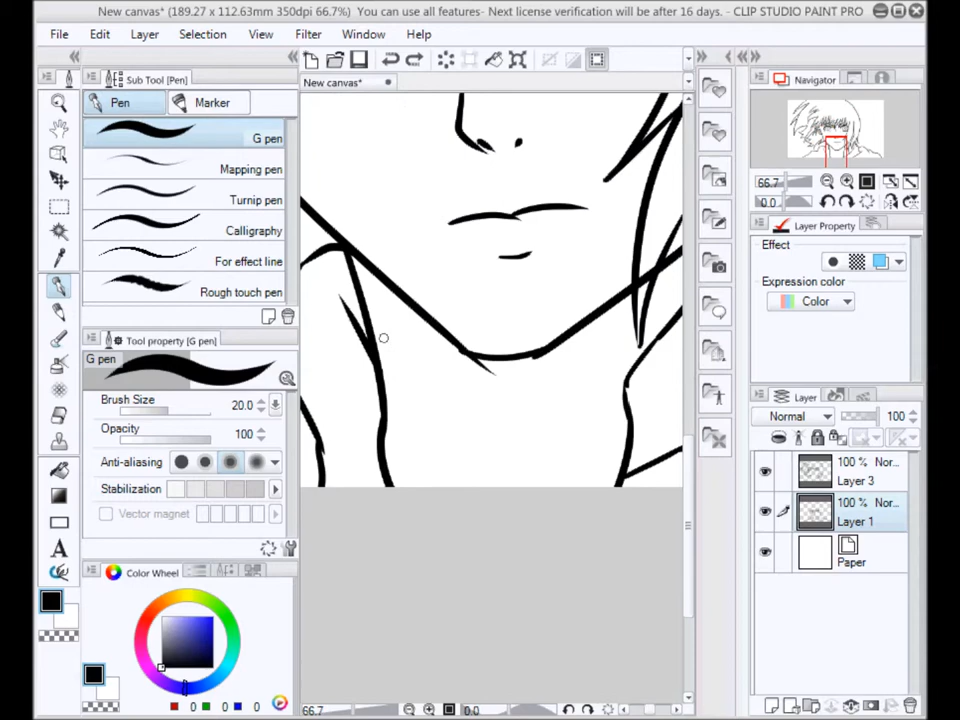 New canvas* (189.27 x 112.63mm 350dpi 66.7%) You can use all features- Next license verification will be after 16 days. - CLIP STUDIO PAINT PRO
File Edit Layer Selection View Filter Window Help
Sub Tool [Pen]
Pen Marker
G pen
Mapping pen
Turnip pen
Calligraphy
For effect line
Rough touch pen
Tool property [G pen]
G pen
Brush Size 20.0
Opacity 100
Anti-aliasing
Stabilization
Vector magnet
Color Wheel
0 0 0
New canvas*
66.7 0.0
Navigator
66.7
0.0
Layer Property
Effect
Expression color
Color
Layer
Normal 100
100 % Nor...
Layer 3
100 % Nor...
Layer 1
Paper